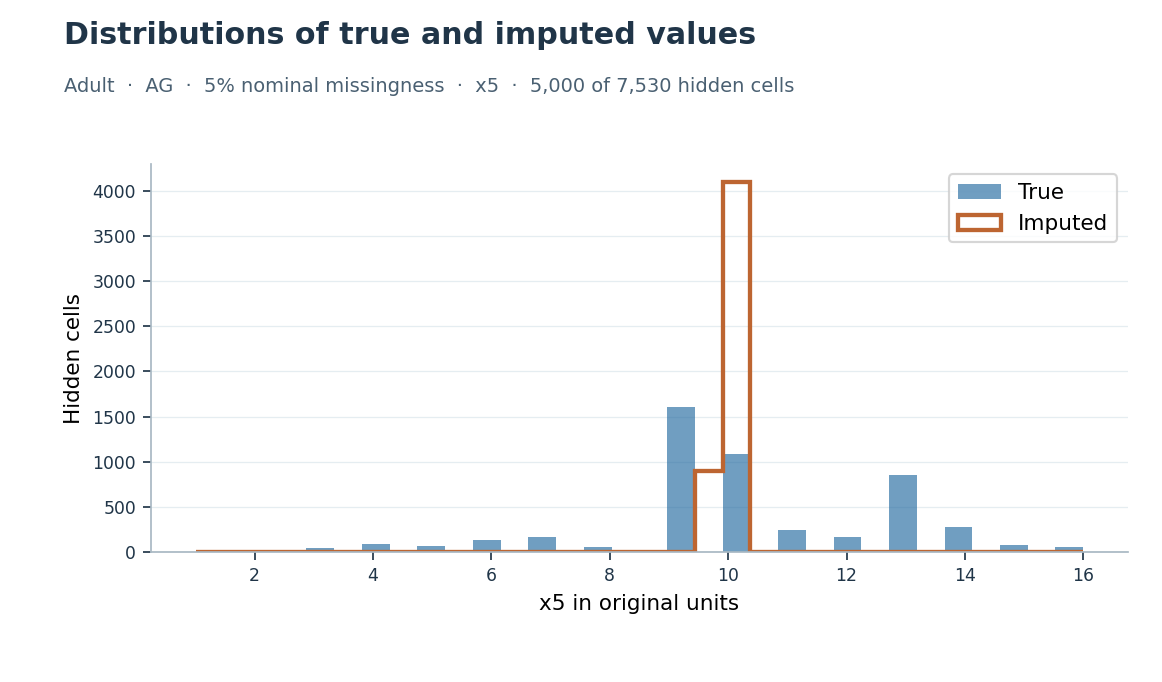 Distributions of true and imputed values
Adult · AG · 5% nominal missingness · x5 · 5,000 of 7,530 hidden cells
4000
3500
3000
2500
2000
1500
1000
500
0
Hidden cells
True
Imputed
2 4 6 8 10 12 14 16
x5 in original units